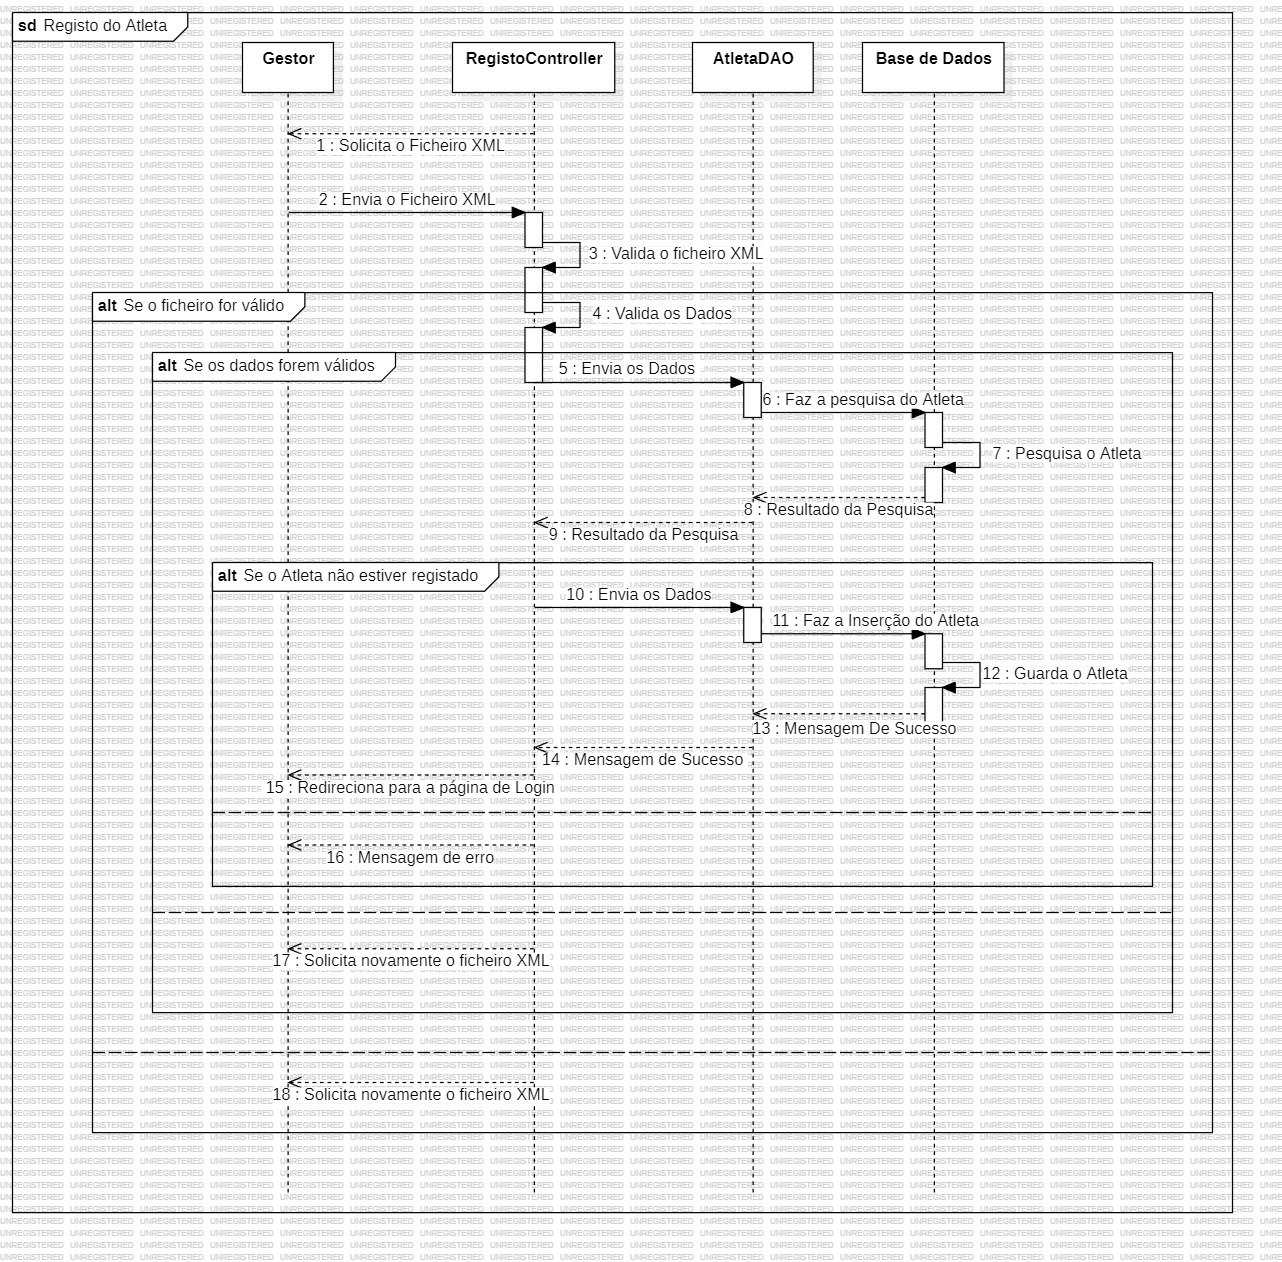 sd Registo do Atleta
Gestor
RegistoController
AtletaDAO
Base de Dados
1 : Solicita o Ficheiro XML
2 : Envia o Ficheiro XML
3 : Valida o ficheiro XML
alt Se o ficheiro for válido
4 : Valida os Dados
alt Se os dados forem válidos
5 : Envia os Dados
6 : Faz a pesquisa do Atleta
7 : Pesquisa o Atleta
8 : Resultado da Pesquisa
9 : Resultado da Pesquisa
alt Se o Atleta não estiver registado
10 : Envia os Dados
11 : Faz a Inserção do Atleta
12 : Guarda o Atleta
13 : Mensagem De Sucesso
14 : Mensagem de Sucesso
15 : Redireciona para a página de Login
16 : Mensagem de erro
17 : Solicita novamente o ficheiro XML
18 : Solicita novamente o ficheiro XML
UNREGISTERED